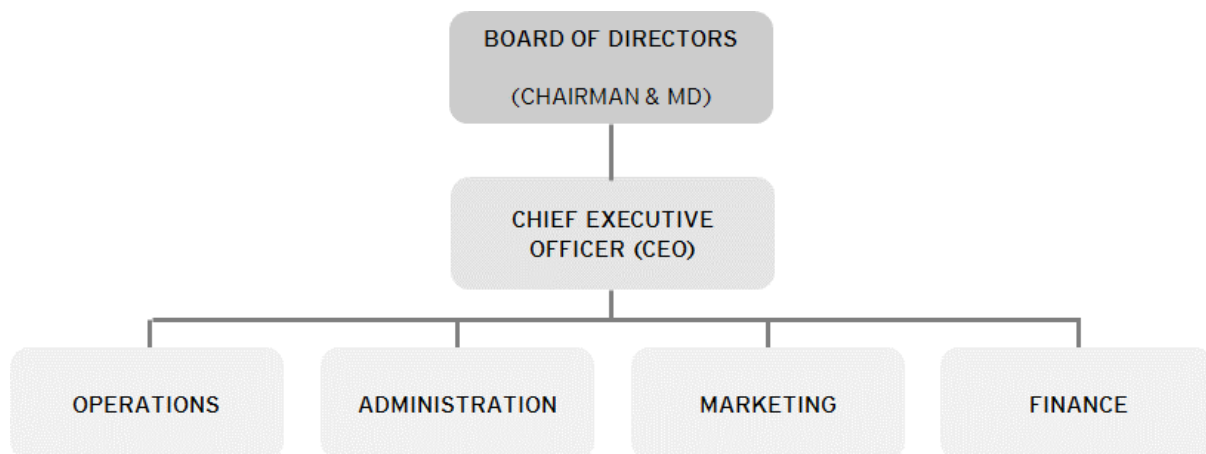 BOARD OF DIRECTORS
(CHAIRMAN & MD)
CHIEF EXECUTIVE
OFFICER (CEO)
OPERATIONS
ADMINISTRATION
MARKETING
FINANCE